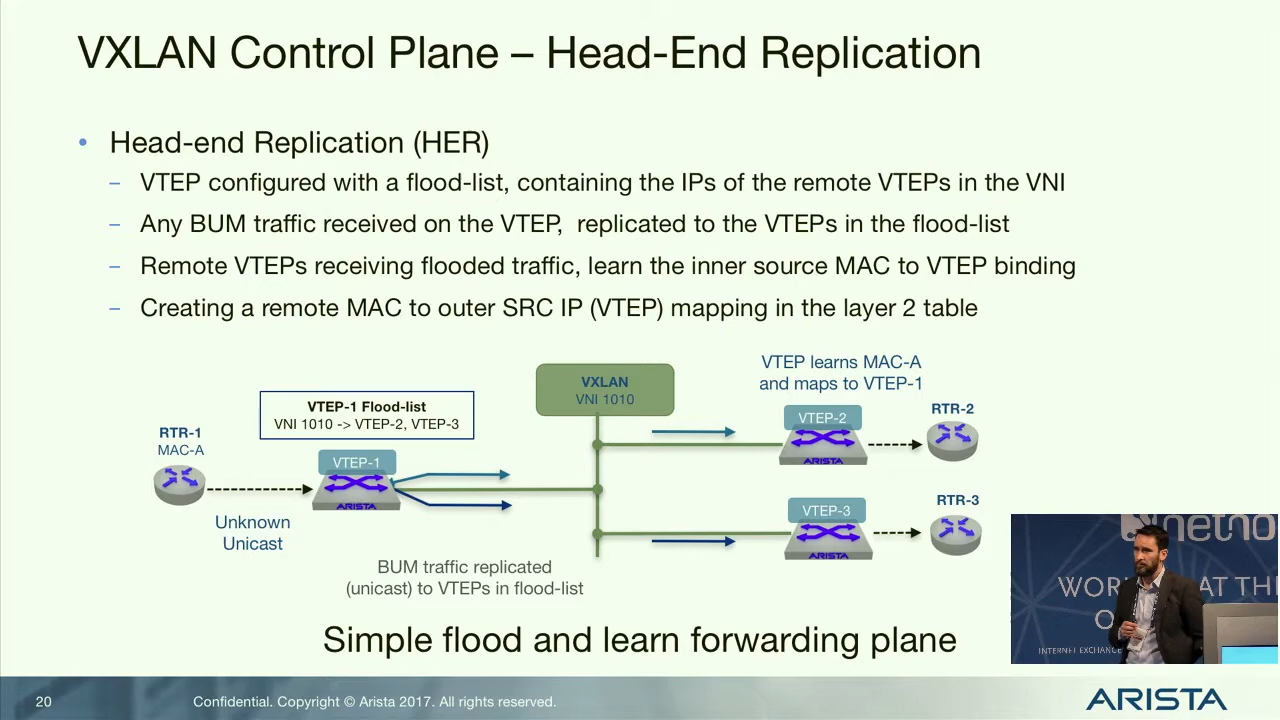 VXLAN Control Plane – Head-End Replication
• Head-end Replication (HER)
– VTEP configured with a flood-list, containing the IPs of the remote VTEPs in the VNI
– Any BUM traffic received on the VTEP, replicated to the VTEPs in the flood-list
– Remote VTEPs receiving flooded traffic, learn the inner source MAC to VTEP binding
– Creating a remote MAC to outer SRC IP (VTEP) mapping in the layer 2 table
VTEP learns MAC-A
and maps to VTEP-1
VXLAN
VNI 1010
VTEP-1 Flood-list
VNI 1010 -> VTEP-2, VTEP-3
RTR-1
MAC-A
VTEP-1
ARISTA
Unknown
Unicast
VTEP-2
ARISTA
RTR-2
VTEP-3
ARISTA
RTR-3
BUM traffic replicated
(unicast) to VTEPs in flood-list
Simple flood and learn forwarding plane
netno
AT TH
INTERNET EXCHANGE
20
Confidential. Copyright © Arista 2017. All rights reserved.
ARISTA